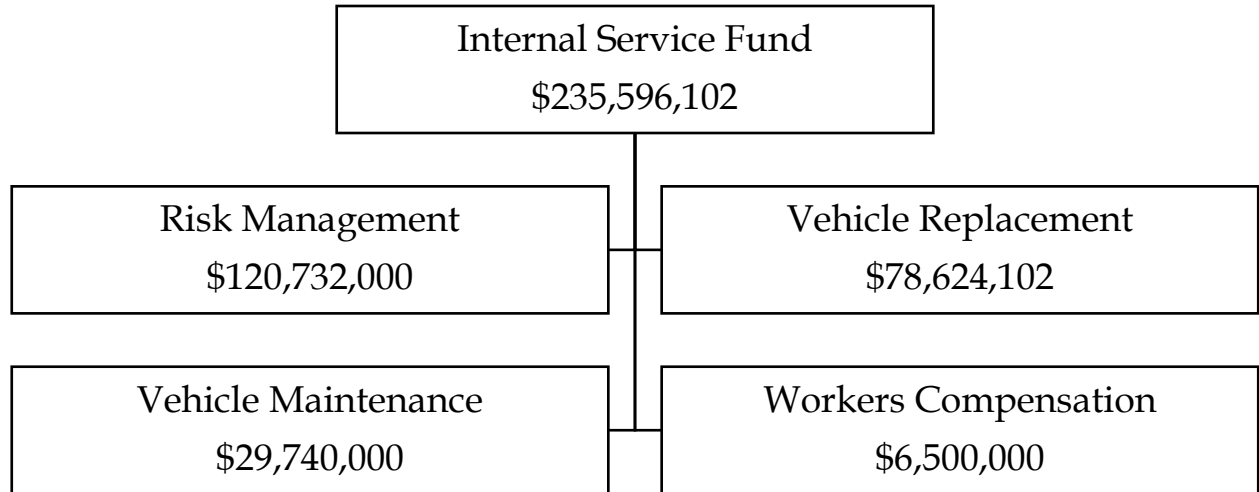 Internal Service Fund
$235,596,102
Risk Management
$120,732,000
Vehicle Replacement
$78,624,102
Vehicle Maintenance
$29,740,000
Workers Compensation
$6,500,000